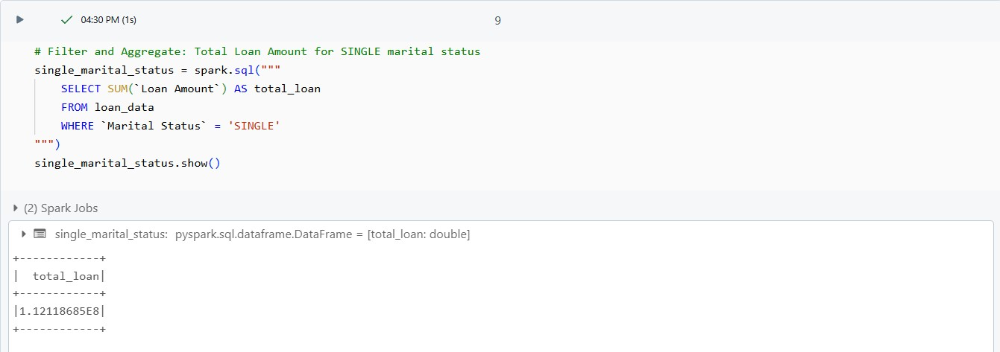 04:30 PM (1s)
9
# Filter and Aggregate: Total Loan Amount for SINGLE marital status
single_marital_status = spark.sql("""
    SELECT SUM(`Loan Amount`) AS total_loan
    FROM loan_data
    WHERE `Marital Status` = 'SINGLE'
""")
single_marital_status.show()
(2) Spark Jobs
single_marital_status: pyspark.sql.dataframe.DataFrame = [total_loan: double]
+------------+
|  total_loan|
+------------+
|1.12118685E8|
+------------+